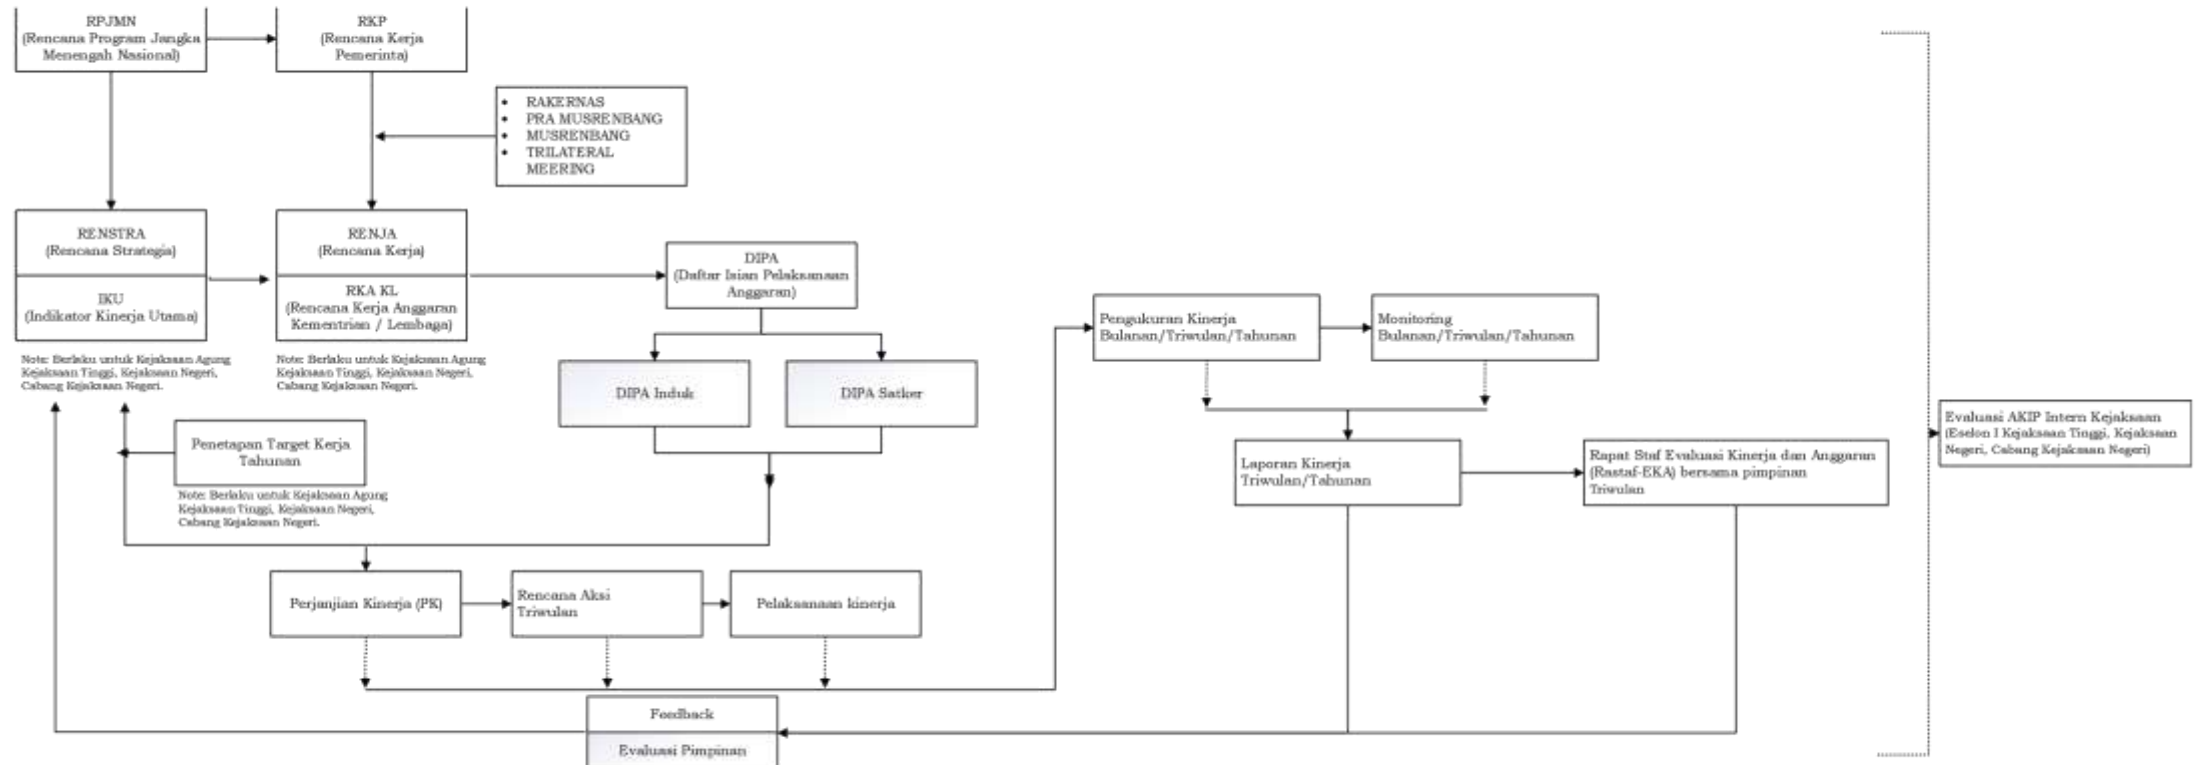 RPJMN
(Rencana Program Jangka
Menengah Nasional)
RKP
(Rencana Kerja
Pemerinta)
• RAKERNAS
• PRA MUSRENBANG
• MUSRENBANG
• TRILATERAL
MEERING
RENSTRA
(Rencana Strategia)
IKU
(Indikator Kinerja Utama)
Note: Berlaku untuk Kejaksaan Agung
Kejaksaan Tinggi, Kejaksaan Negeri,
Cabang Kejaksaan Negeri.
RENJA
(Rencana Kerja)
RKA KL
(Rencana Kerja Anggaran
Kementrian / Lembaga)
Note: Berlaku untuk Kejaksaan Agung
Kejaksaan Tinggi, Kejaksaan Negeri,
Cabang Kejaksaan Negeri.
DIPA
(Daftar Isian Pelaksanaan
Anggaran)
DIPA Induk
DIPA Satker
Penetapan Target Kerja
Tahunan
Note: Berlaku untuk Kejaksaan Agung
Kejaksaan Tinggi, Kejaksaan Negeri,
Cabang Kejaksaan Negeri.
Perjanjian Kinerja (PK)
Rencana Aksi
Triwulan
Pelaksanaan kinerja
Pengukuran Kinerja
Bulanan/Triwulan/Tahunan
Monitoring
Bulanan/Triwulan/Tahunan
Laporan Kinerja
Triwulan/Tahunan
Rapat Staf Evaluasi Kinerja dan Anggaran
(Rastaf-EKA) bersama pimpinan
Triwulan
Evaluasi AKIP Intern Kejaksaan
(Eselon I Kejaksaan Tinggi, Kejaksaan
Negeri, Cabang Kejaksaan Negeri)
Feedback
Evaluasi Pimpinan